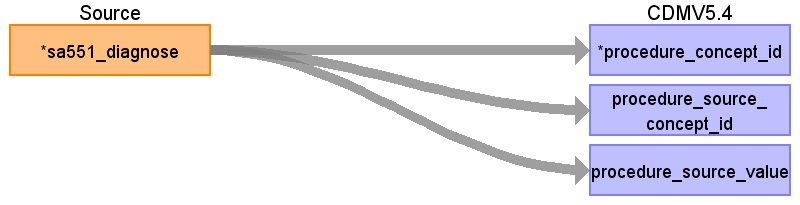 Source
CDMV5.4
*sa551_diagnose
*procedure_concept_id
procedure_source_
concept_id
procedure_source_value